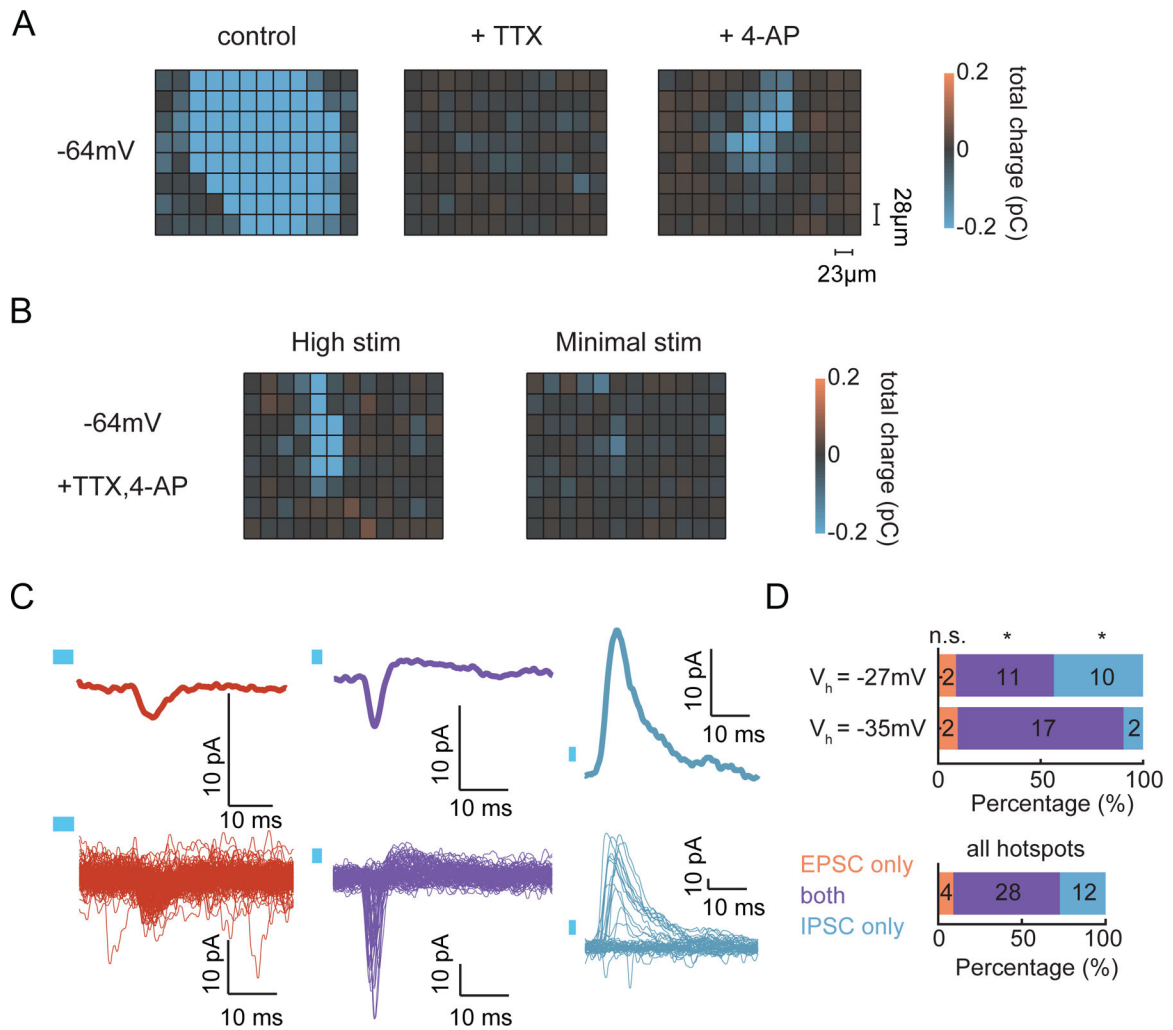 A
control
+ TTX
+ 4-AP
-64mV
0.2
0
-0.2
total charge (pC)
28µm
23µm
B
High stim
Minimal stim
-64mV
+TTX,4-AP
0.2
0
-0.2
total charge (pC)
C
10 pA
10 ms
10 pA
10 ms
10 pA
10 ms
10 pA
10 ms
10 pA
10 ms
10 pA
10 ms
D
n.s. * *
Vh = -27mV 2 11 10
Vh = -35mV 2 17 2
0 50 100
Percentage (%)
EPSC only
both
IPSC only
all hotspots
4 28 12
0 50 100
Percentage (%)